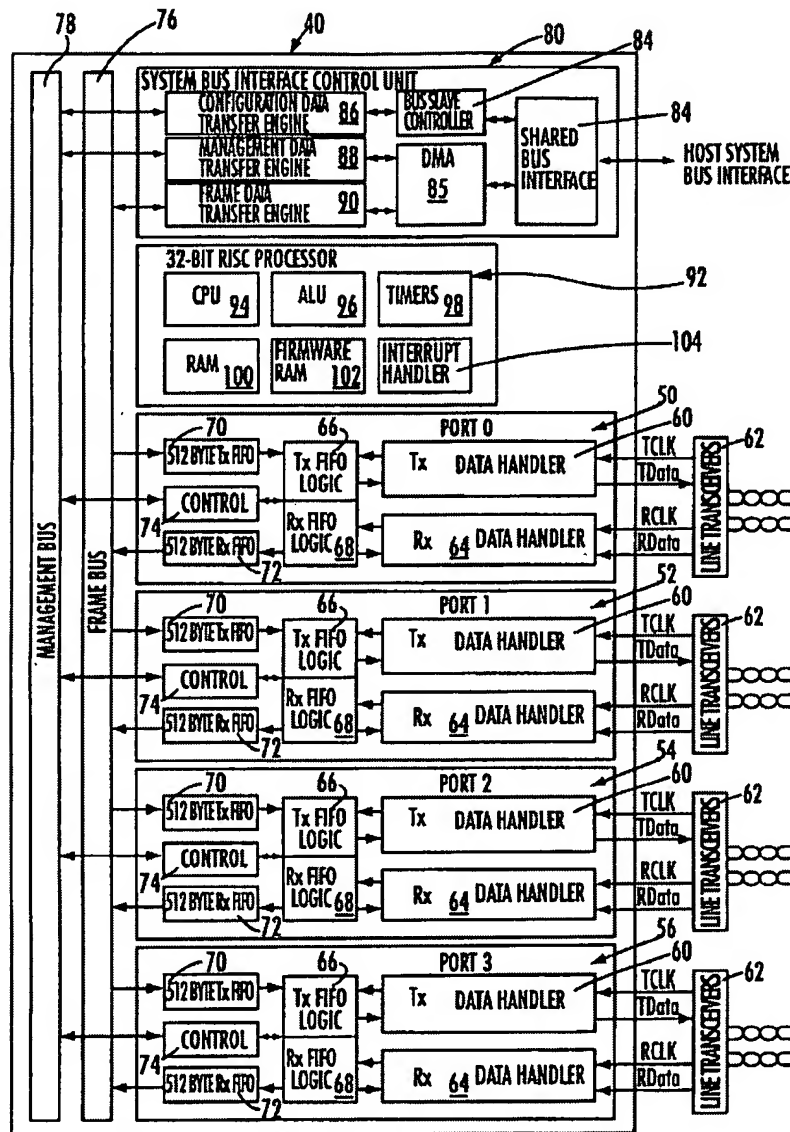 78
76
40
80
84
SYSTEM BUS INTERFACE CONTROL UNIT
CONFIGURATION DATA
TRANSFER ENGINE 86
BUS SLAVE
CONTROLLER
84
SHARED
BUS
INTERFACE
MANAGEMENT DATA
TRANSFER ENGINE 88
DMA
85
FRAME DATA
TRANSFER ENGINE 90
HOST SYSTEM
BUS INTERFACE
32-BIT RISC PROCESSOR
92
CPU 94
ALU 96
TIMERS 98
RAM 100
FIRMWARE
RAM 102
INTERRUPT
HANDLER
104
MANAGEMENT BUS
FRAME BUS
PORT 0
50
70
66
60
62
512 BYTE Tx FIFO
Tx FIFO
LOGIC
Tx DATA HANDLER
TCLK
TData
74
CONTROL
Rx FIFO
LOGIC 68
Rx 64 DATA HANDLER
RCLK
RData
512 BYTE Rx FIFO
72
LINE TRANSCEIVERS
PORT 1
52
70
66
60
62
512 BYTE Tx FIFO
Tx FIFO
LOGIC
Tx DATA HANDLER
TCLK
TData
74
CONTROL
Rx FIFO
LOGIC 68
Rx 64 DATA HANDLER
RCLK
RData
512 BYTE Rx FIFO
72
LINE TRANSCEIVERS
PORT 2
54
70
66
60
62
512 BYTE Tx FIFO
Tx FIFO
LOGIC
Tx DATA HANDLER
TCLK
TData
74
CONTROL
Rx FIFO
LOGIC 68
Rx 64 DATA HANDLER
RCLK
RData
512 BYTE Rx FIFO
72
LINE TRANSCEIVERS
PORT 3
56
70
66
60
62
512 BYTE Tx FIFO
Tx FIFO
LOGIC
Tx DATA HANDLER
TCLK
TData
74
CONTROL
Rx FIFO
LOGIC 68
Rx 64 DATA HANDLER
RCLK
RData
512 BYTE Rx FIFO
72
LINE TRANSCEIVERS